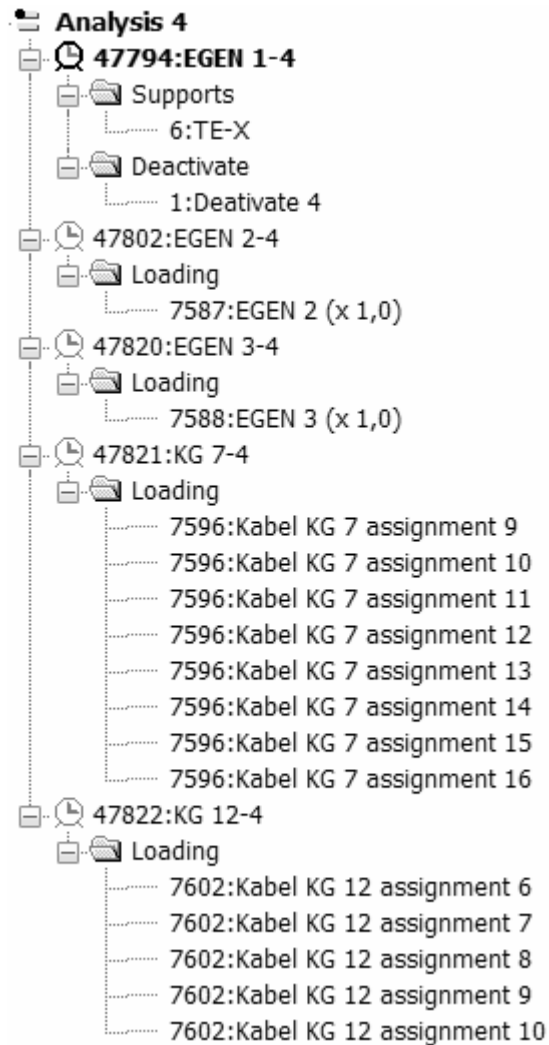 Analysis 4
47794:EGEN 1-4
Supports
6:TE-X
Deactivate
1:Deativate 4
47802:EGEN 2-4
Loading
7587:EGEN 2 (x 1,0)
47820:EGEN 3-4
Loading
7588:EGEN 3 (x 1,0)
47821:KG 7-4
Loading
7596:Kabel KG 7 assignment 9
7596:Kabel KG 7 assignment 10
7596:Kabel KG 7 assignment 11
7596:Kabel KG 7 assignment 12
7596:Kabel KG 7 assignment 13
7596:Kabel KG 7 assignment 14
7596:Kabel KG 7 assignment 15
7596:Kabel KG 7 assignment 16
47822:KG 12-4
Loading
7602:Kabel KG 12 assignment 6
7602:Kabel KG 12 assignment 7
7602:Kabel KG 12 assignment 8
7602:Kabel KG 12 assignment 9
7602:Kabel KG 12 assignment 10